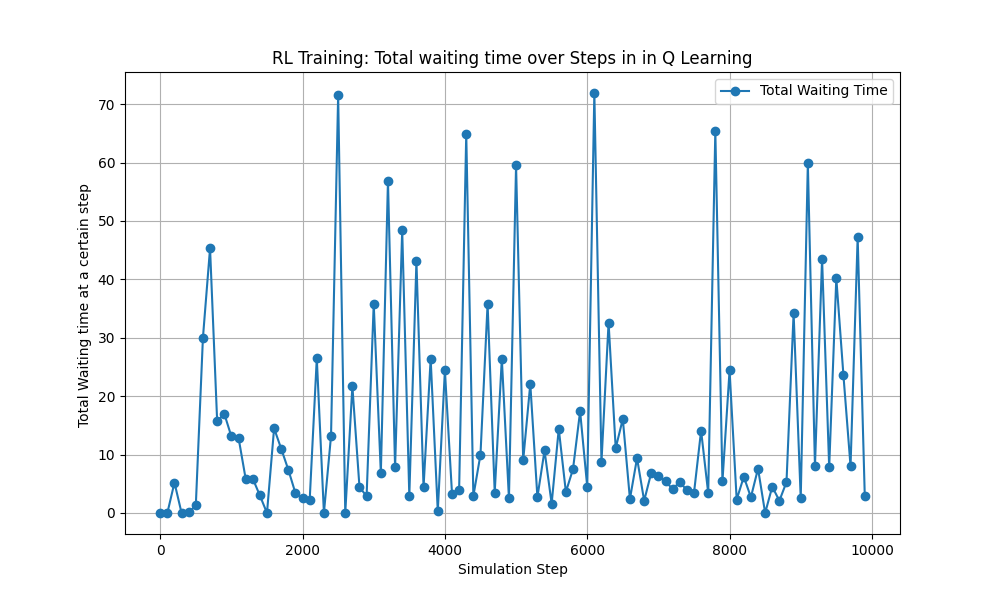 RL Training: Total waiting time over Steps in in Q Learning
Total Waiting Time
Total Waiting time at a certain step
70
60
50
40
30
20
10
0
0 2000 4000 6000 8000 10000
Simulation Step